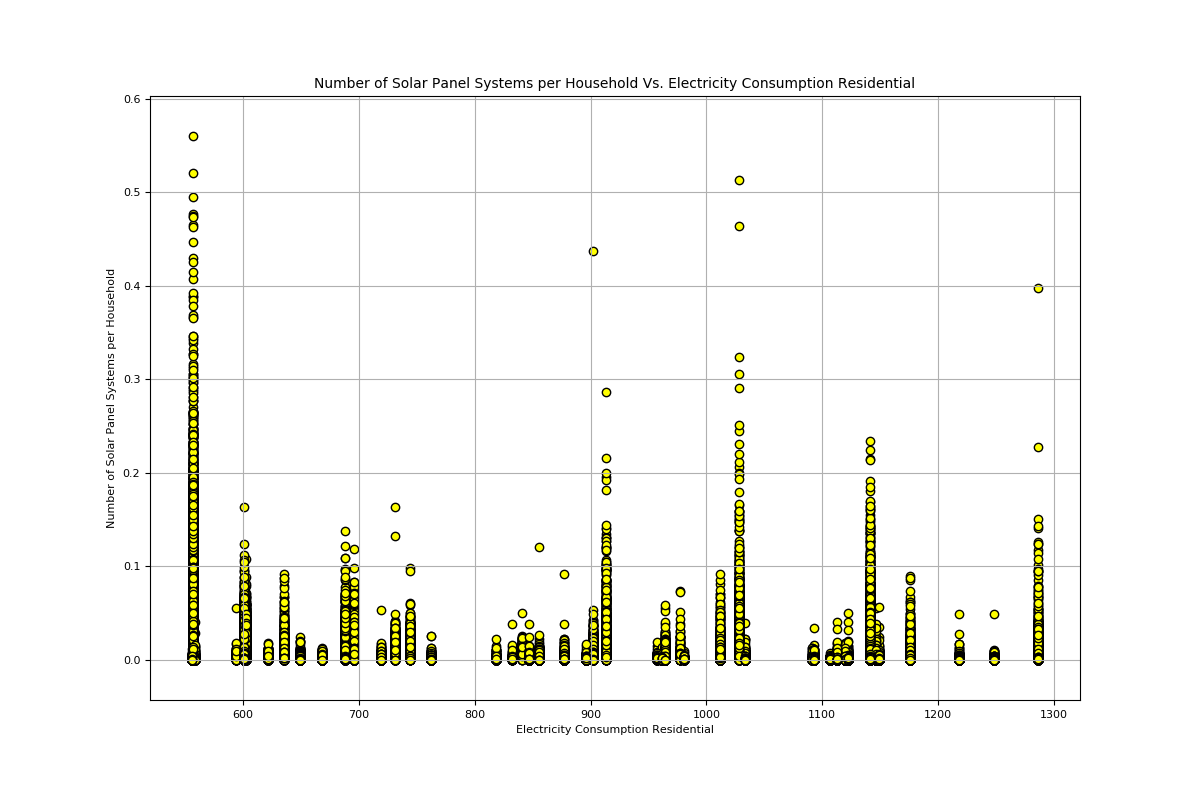 Number of Solar Panel Systems per Household Vs. Electricity Consumption Residential
0.6
0.5
0.4
0.3
0.2
0.1
0.0
Number of Solar Panel Systems per Household
600 700 800 900 1000 1100 1200 1300
Electricity Consumption Residential